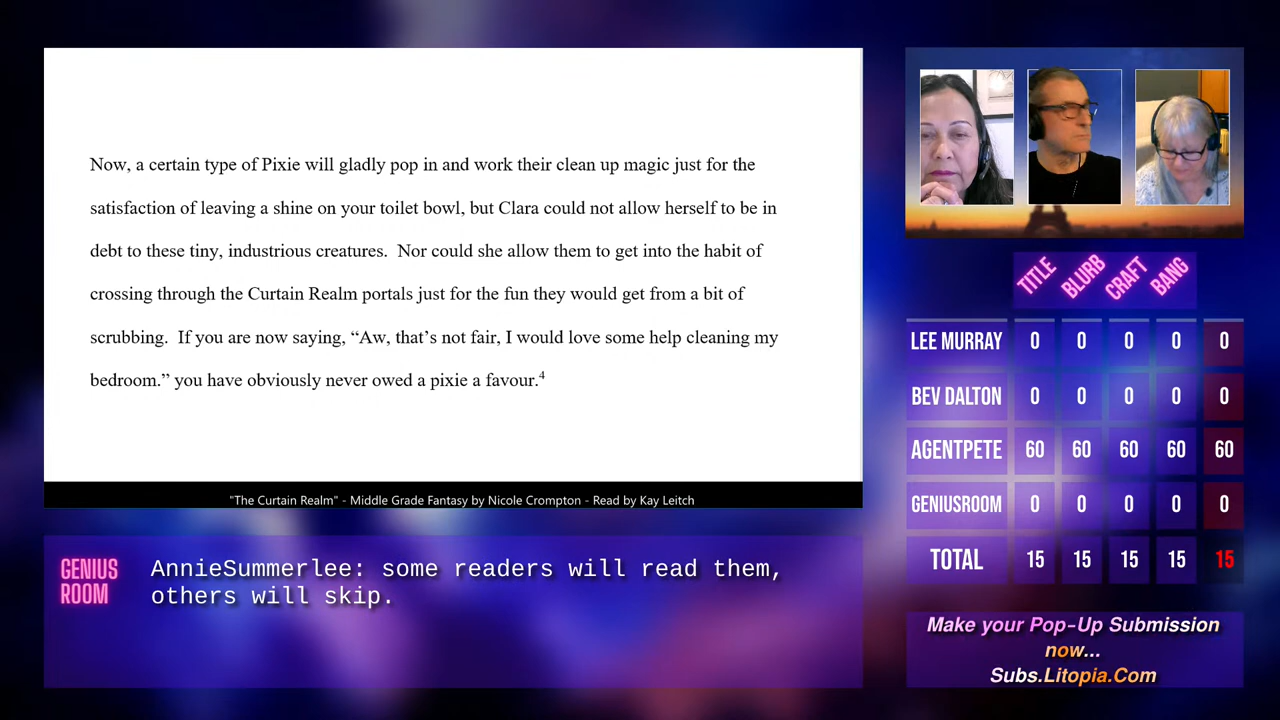 Now, a certain type of Pixie will gladly pop in and work their clean up magic just for the
satisfaction of leaving a shine on your toilet bowl, but Clara could not allow herself to be in
debt to these tiny, industrious creatures.  Nor could she allow them to get into the habit of
crossing through the Curtain Realm portals just for the fun they would get from a bit of
scrubbing.  If you are now saying, “Aw, that’s not fair, I would love some help cleaning my
bedroom.” you have obviously never owed a pixie a favour.⁴
"The Curtain Realm" - Middle Grade Fantasy by Nicole Crompton - Read by Kay Leitch
GENIUS
ROOM
AnnieSummerlee: some readers will read them,
others will skip.
TITLE BLURB CRAFT BANG
LEE MURRAY 0 0 0 0 0
BEV DALTON 0 0 0 0 0
AGENTPETE 60 60 60 60 60
GENIUSROOM 0 0 0 0 0
TOTAL 15 15 15 15 15
Make your Pop-Up Submission
now...
Subs.Litopia.Com